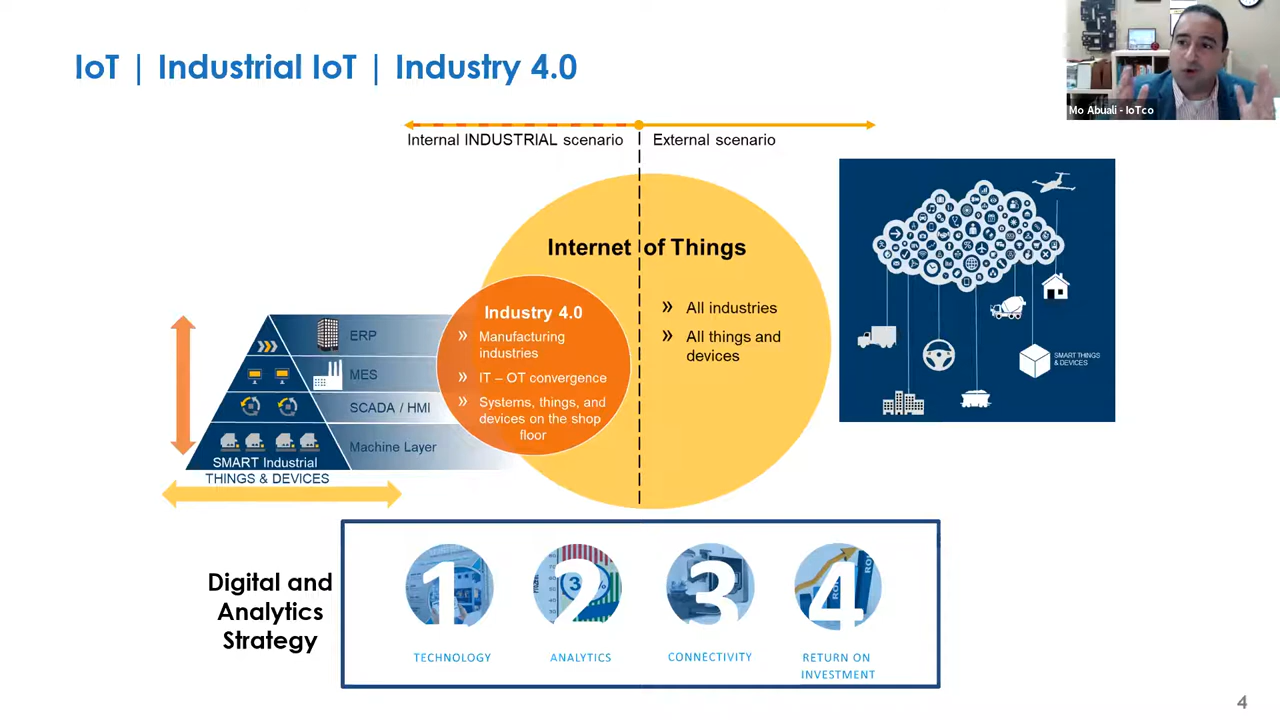 IoT | Industrial IoT | Industry 4.0
Mo Abuali - IoTco
Internal INDUSTRIAL scenario
External scenario
Internet of Things
Industry 4.0
» Manufacturing
industries
» IT – OT convergence
» Systems, things, and
devices on the shop
floor
» All industries
» All things and
devices
ERP
MES
SCADA / HMI
Machine Layer
SMART Industrial
THINGS & DEVICES
SMART THINGS
& DEVICES
Digital and
Analytics
Strategy
1
TECHNOLOGY
2
ANALYTICS
3
CONNECTIVITY
4
RETURN ON
INVESTMENT
4